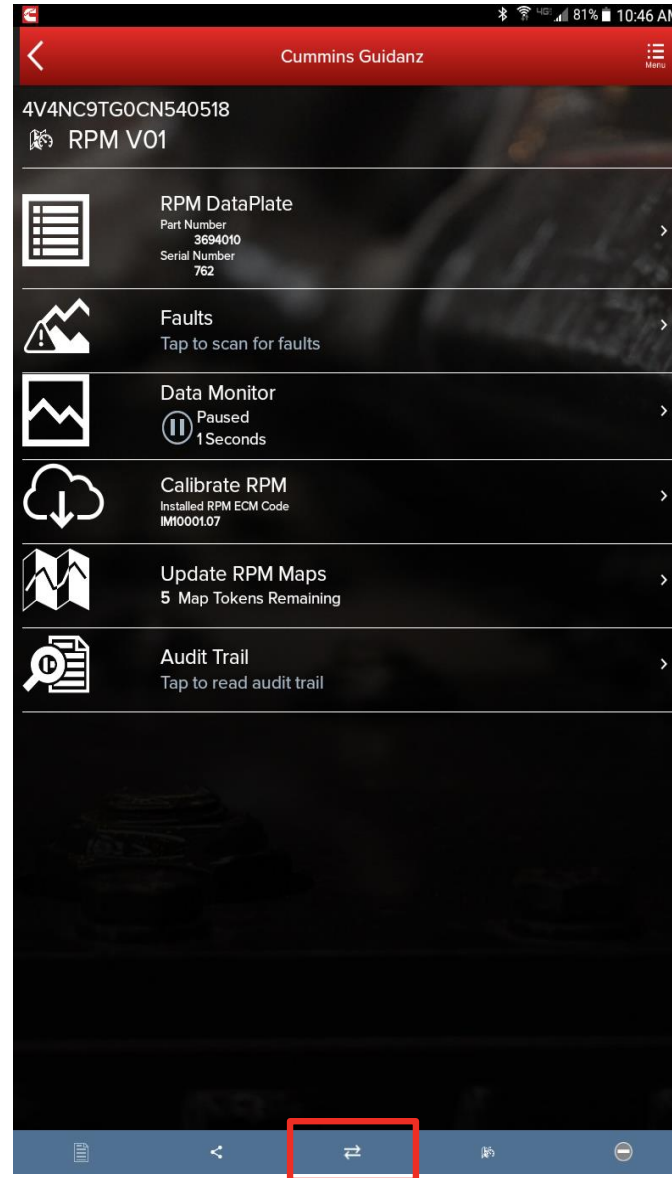 4G 81% 10:46 AM
Cummins Guidanz
Menu
4V4NC9TG0CN540518
RPM V01
RPM DataPlate
Part Number
3694010
Serial Number
762
Faults
Tap to scan for faults
Data Monitor
Paused
1 Seconds
Calibrate RPM
Installed RPM ECM Code
IM10001.07
Update RPM Maps
5 Map Tokens Remaining
Audit Trail
Tap to read audit trail